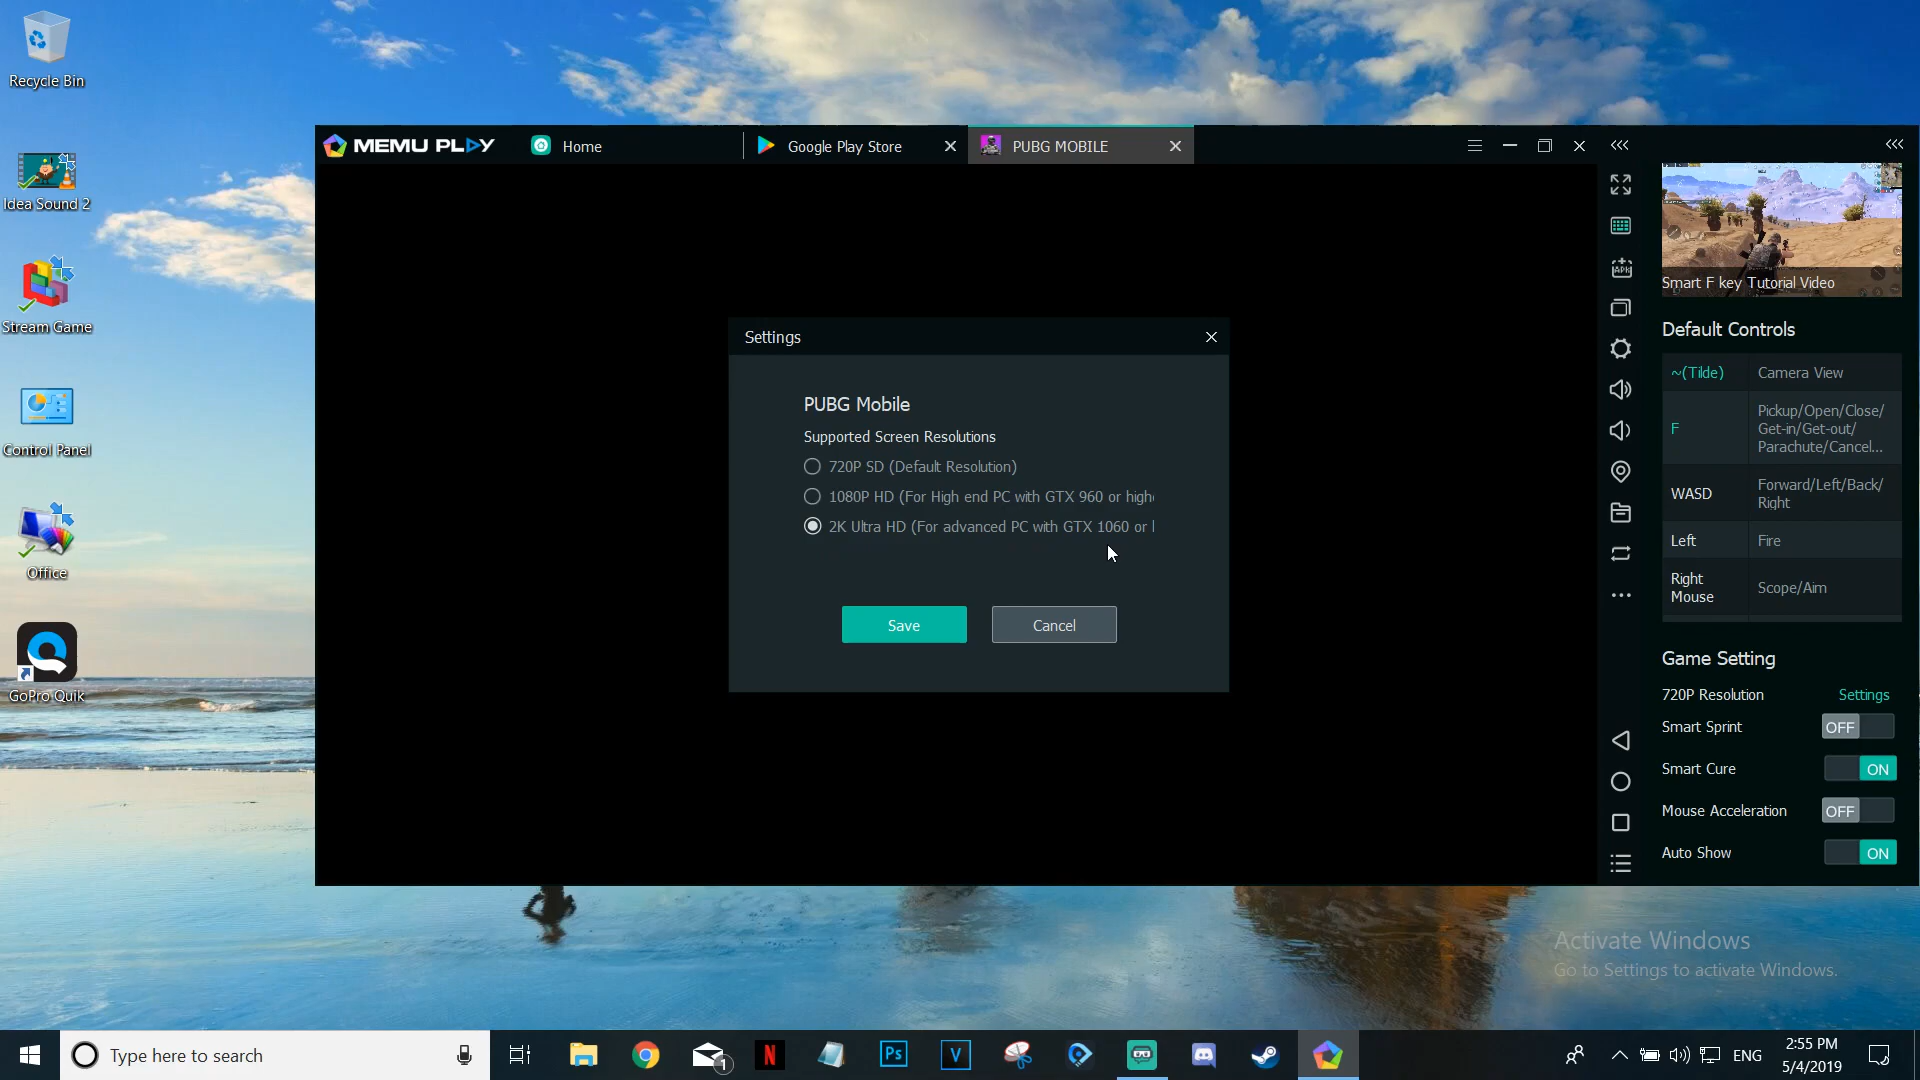 Recycle Bin
Idea Sound 2
Stream Game
Control Panel
Office
GoPro Quik
MEMU PLAY
Home
Google Play Store
PUBG MOBILE
APK
Smart F key Tutorial Video
Default Controls
~(Tilde) Camera View
F
Pickup/Open/Close/
Get-in/Get-out/
Parachute/Cancel...
WASD
Forward/Left/Back/
Right
Left Fire
Right
Mouse
Scope/Aim
Game Setting
720P Resolution Settings
Smart Sprint OFF
Smart Cure ON
Mouse Acceleration OFF
Auto Show ON
Settings
PUBG Mobile
Supported Screen Resolutions
720P SD (Default Resolution)
1080P HD (For High end PC with GTX 960 or highe
2K Ultra HD (For advanced PC with GTX 1060 or
Save Cancel
Activate Windows
Go to Settings to activate Windows.
Type here to search
1
N
Ps
V
ENG
2:55 PM
5/4/2019